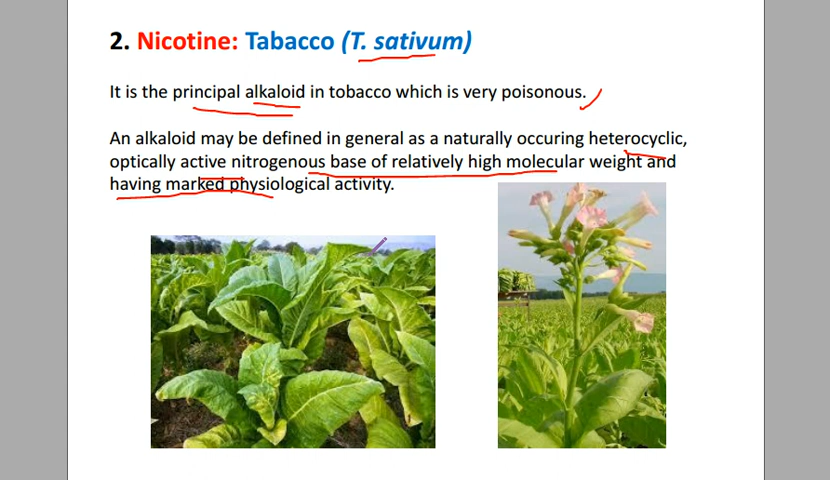 2. Nicotine: Tabacco (T. sativum)
It is the principal alkaloid in tobacco which is very poisonous.
An alkaloid may be defined in general as a naturally occuring heterocyclic,
optically active nitrogenous base of relatively high molecular weight and
having marked physiological activity.